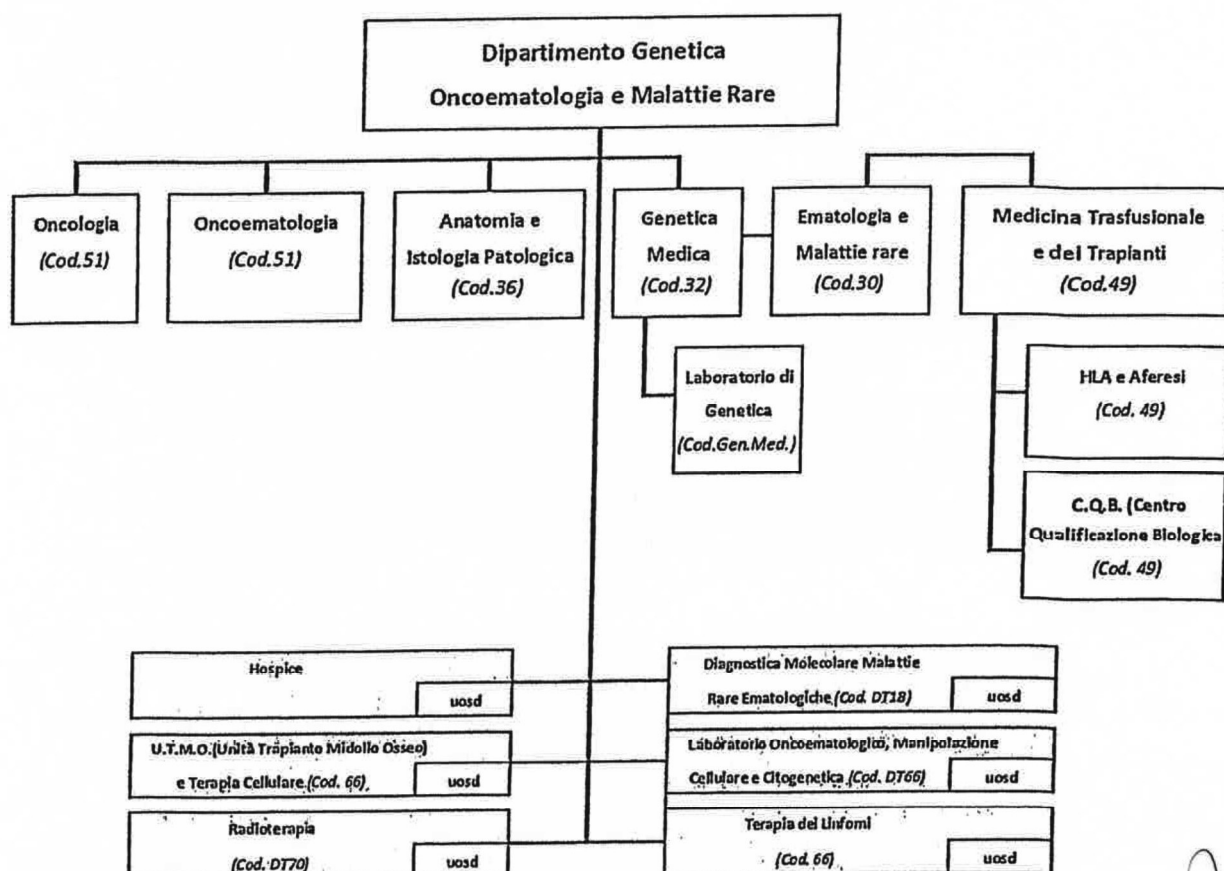 Dipartimento Genetica
Oncoematologia e Malattie Rare
Oncologia
(Cod.51)
Oncoematologia
(Cod.51)
Anatomia e
Istologia Patologica
(Cod.36)
Genetica
Medica
(Cod.32)
Ematologia e
Malattie rare
(Cod.30)
Medicina Trasfusionale
e dei Trapianti
(Cod.49)
Laboratorio di
Genetica
(Cod.Gen.Med.)
HLA e Aferesi
(Cod. 49)
C.Q.B. (Centro
Qualificazione Biologica
(Cod. 49)
Hospice
uosd
Diagnostica Molecolare Malattie
Rare Ematologiche (Cod. DT18)
uosd
U.T.M.O.(Unità Trapianto Midollo Osseo)
e Terapia Cellulare (Cod. 66)
uosd
Laboratorio Oncoematologico, Manipolazione
Cellulare e Citogenetica (Cod. DT66)
uosd
Radioterapia
(Cod. DT70)
uosd
Terapia dei Linfomi
(Cod. 66)
uosd